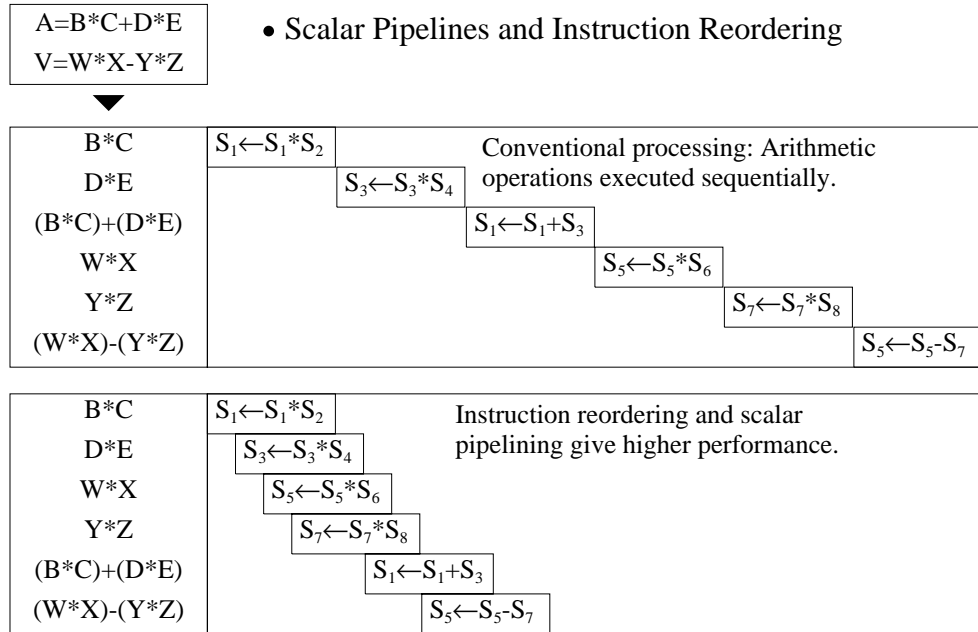 A=B*C+D*E
V=W*X-Y*Z
• Scalar Pipelines and Instruction Reordering
B*C S₁←S₁*S₂ Conventional processing: Arithmetic
D*E S₃←S₃*S₄ operations executed sequentially.
(B*C)+(D*E) S₁←S₁+S₃
W*X S₅←S₅*S₆
Y*Z S₇←S₇*S₈
(W*X)-(Y*Z) S₅←S₅-S₇
B*C S₁←S₁*S₂ Instruction reordering and scalar
D*E S₃←S₃*S₄ pipelining give higher performance.
W*X S₅←S₅*S₆
Y*Z S₇←S₇*S₈
(B*C)+(D*E) S₁←S₁+S₃
(W*X)-(Y*Z) S₅←S₅-S₇